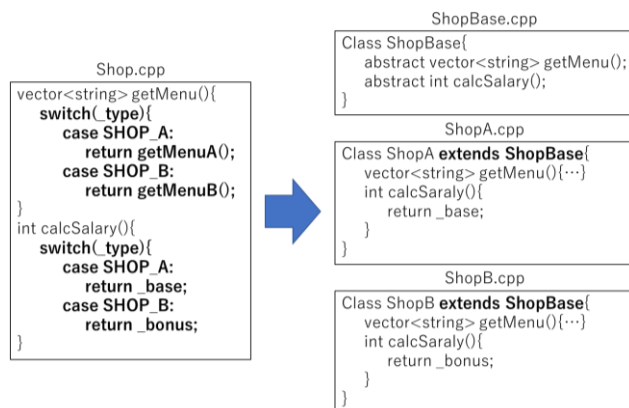 Shop.cpp
vector<string> getMenu(){
switch(_type){
case SHOP_A:
return getMenuA();
case SHOP_B:
return getMenuB();
}
int calcSalary(){
switch(_type){
case SHOP_A:
return _base;
case SHOP_B:
return _bonus;
}
ShopBase.cpp
Class ShopBase{
abstract vector<string> getMenu();
abstract int calcSalary();
}
ShopA.cpp
Class ShopA extends ShopBase{
vector<string> getMenu(){…}
int calcSaraly(){
return _base;
}
}
ShopB.cpp
Class ShopB extends ShopBase{
vector<string> getMenu(){…}
int calcSaraly(){
return _bonus;
}
}